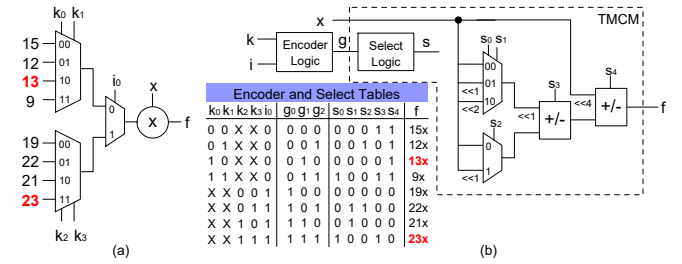 k0 k1
15
12
13
9
00
01
10
11
i0
0
1
x
X
f
19
22
21
23
00
01
10
11
k2 k3
(a)
x
TMCM
k
i
Encoder
Logic
g
Select
Logic
s
s0 s1
00
01
10
<<1
<<2
s2
0
1
<<1
<<1
s3
+/-
<<4
s4
+/-
f
Encoder and Select Tables
k0 k1 k2 k3 i0 g0 g1 g2 s0 s1 s2 s3 s4 f
0 0 X X 0 0 0 0 0 0 0 1 1 15x
0 1 X X 0 0 0 1 0 0 1 0 1 12x
1 0 X X 0 0 1 0 0 0 0 0 1 13x
1 1 X X 0 0 1 1 1 0 0 1 1 9x
X X 0 0 1 1 0 0 0 0 0 0 0 19x
X X 0 1 1 1 0 1 0 1 1 0 0 22x
X X 1 0 1 1 1 0 0 1 0 0 0 21x
X X 1 1 1 1 1 1 1 0 0 1 0 23x
(b)